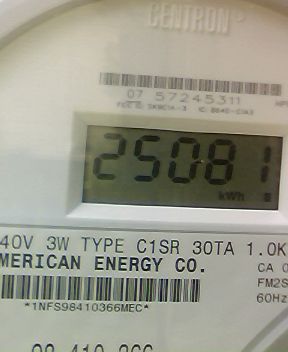 CENTRON
07 57245311
25081
kWh
40V 3W TYPE C1SR 30TA 1.0K
MERICAN ENERGY CO.
CA 0
FM2S
60Hz
*1NFS98410366MEC*